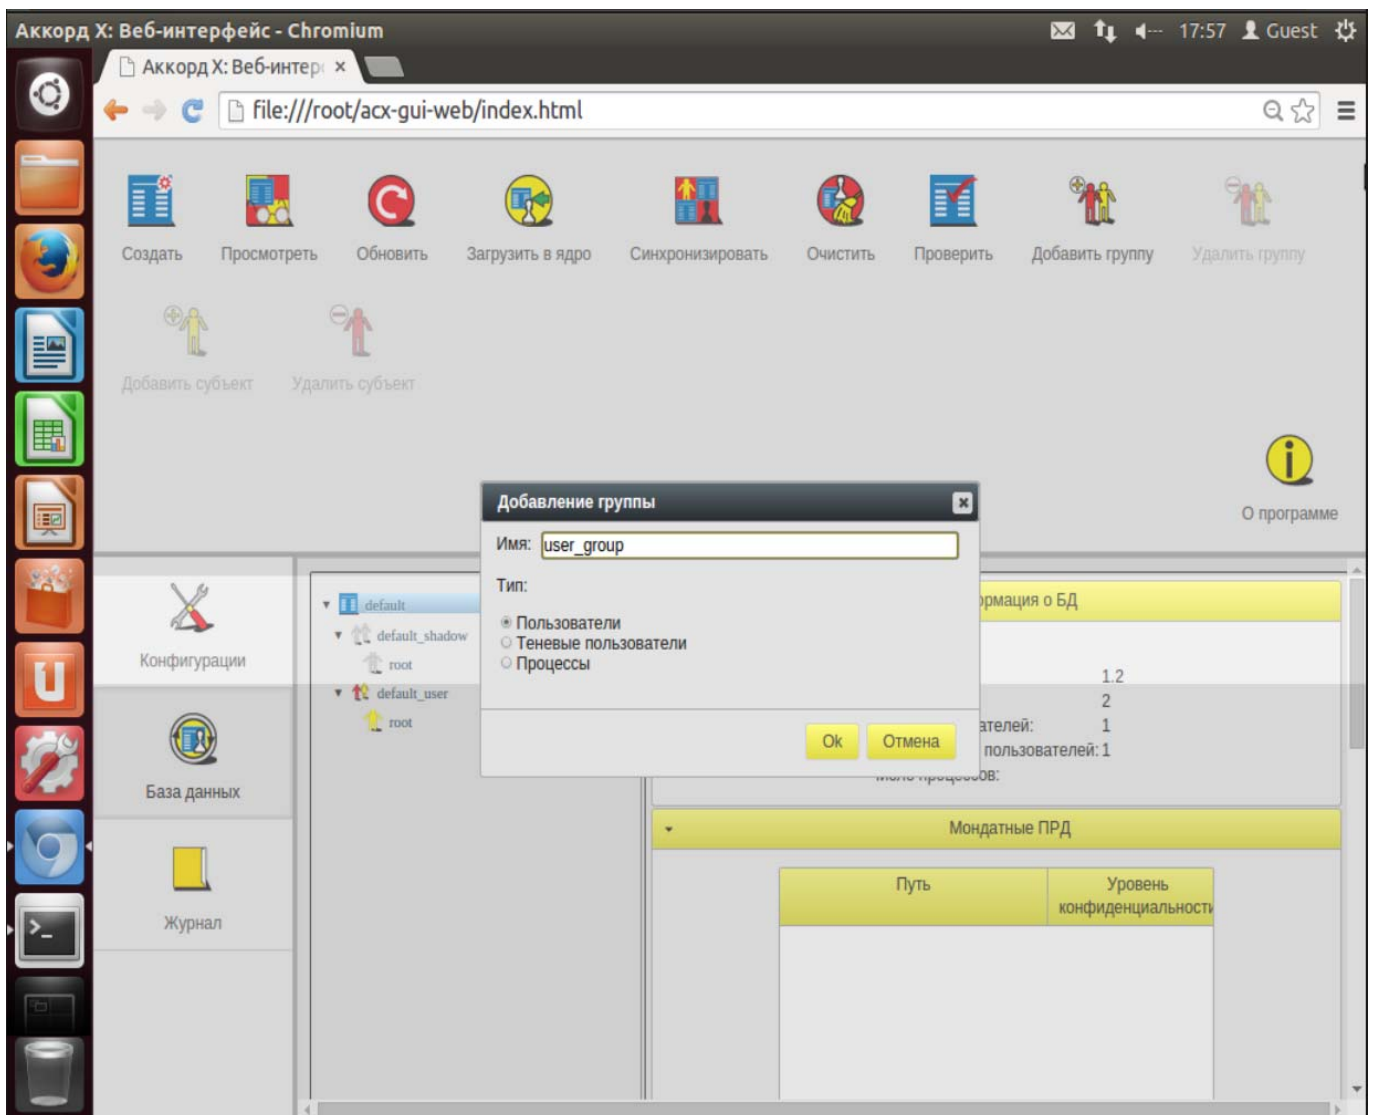 Аккорд X: Веб-интерфейс - Chromium
17:57 Guest
Аккорд X: Веб-интер
file:///root/acx-gui-web/index.html
Создать Просмотреть Обновить Загрузить в ядро Синхронизировать Очистить Проверить Добавить группу Удалить группу
Добавить субъект Удалить субъект
О программе
Добавление группы
Имя: user_group
Тип:
Пользователи
Теневые пользователи
Процессы
Ok Отмена
Конфигурации
База данных
Журнал
default
default_shadow
root
default_user
root
рмация о БД
1.2
2
ателей: 1
пользователей: 1
Число процессов:
Мондатные ПРД
Путь
Уровень
конфиденциальности